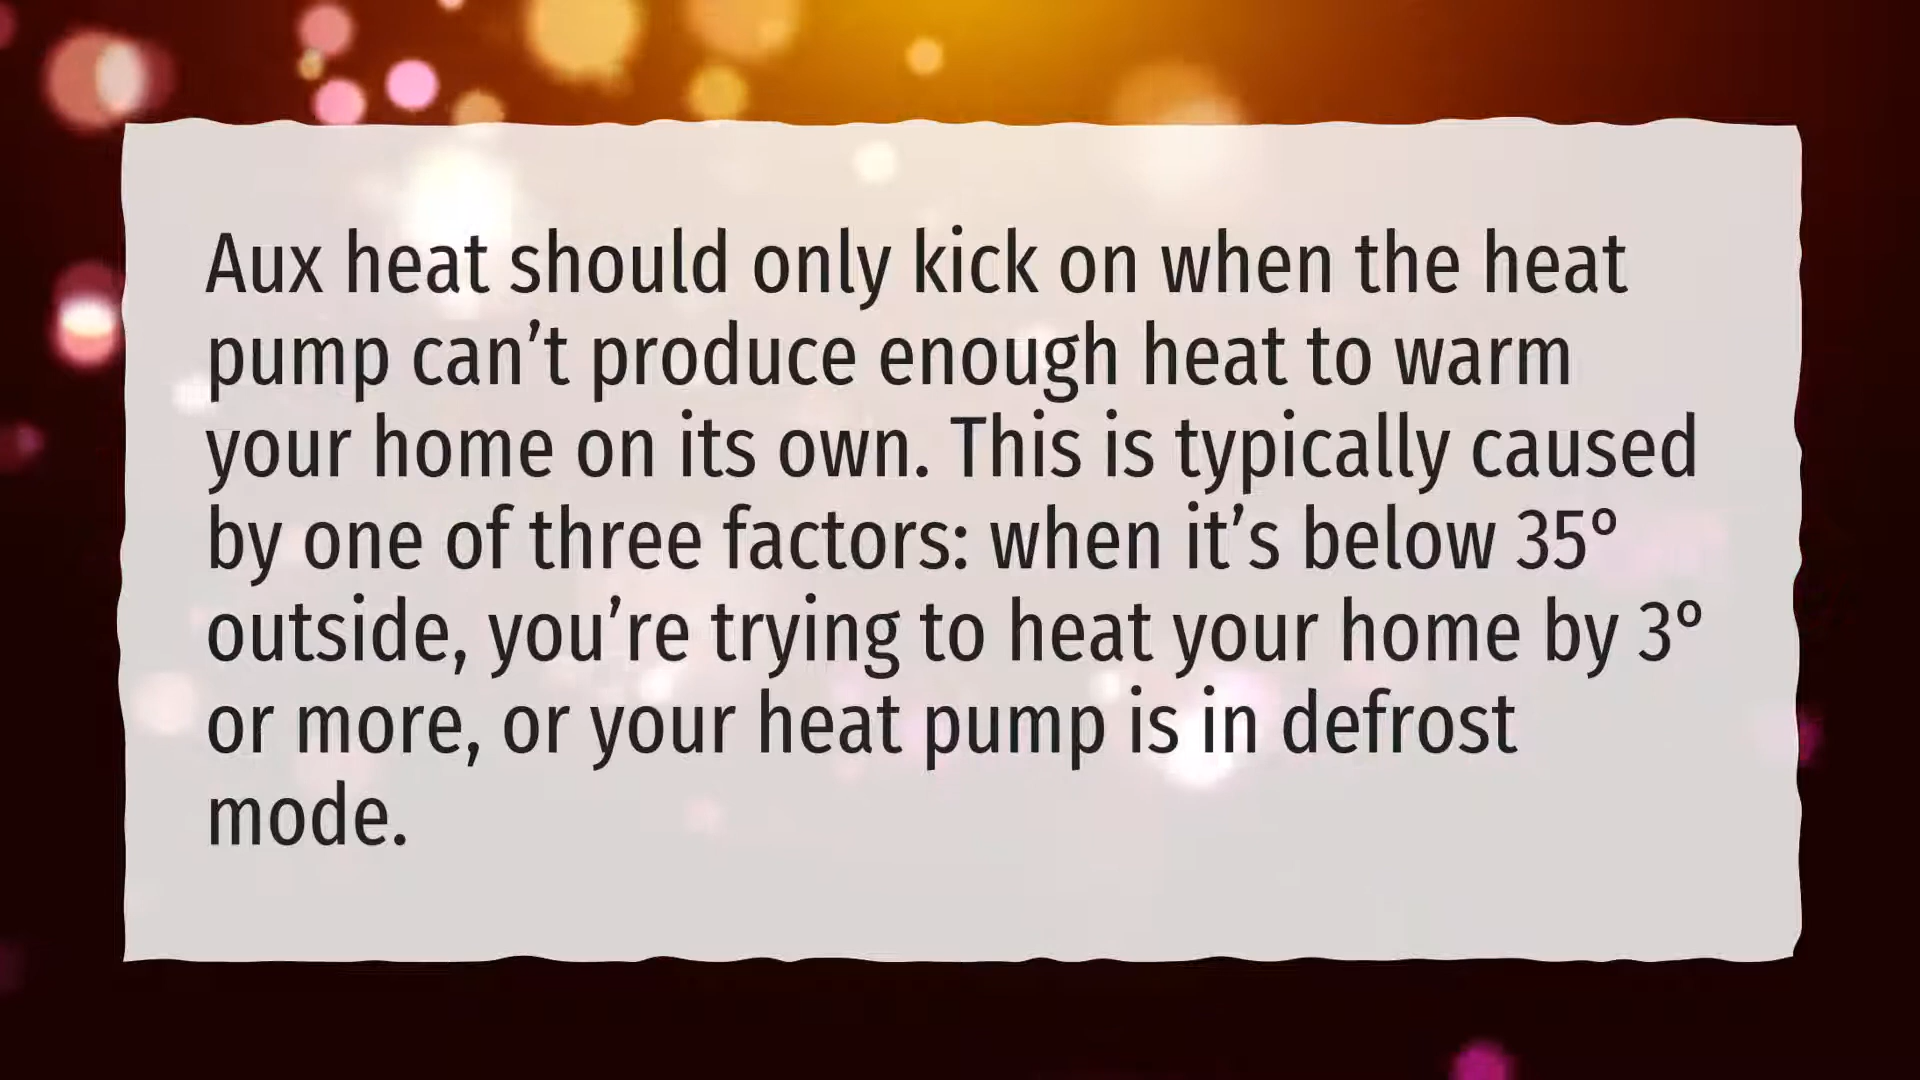 Aux heat should only kick on when the heat
pump can’t produce enough heat to warm
your home on its own. This is typically caused
by one of three factors: when it’s below 35º
outside, you’re trying to heat your home by 3º
or more, or your heat pump is in defrost
mode.